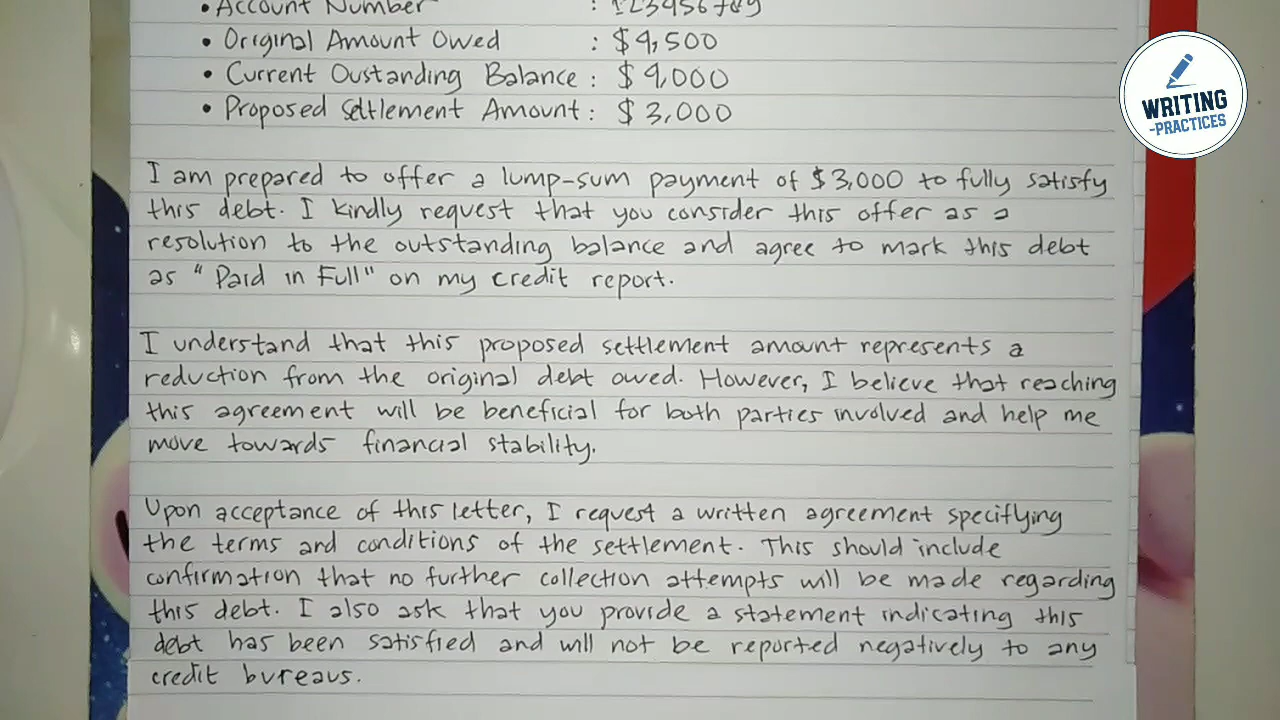 • Account Number : 123456789
• Original Amount Owed : $4,500
• Current Oustanding Balance : $4,000
• Proposed Settlement Amount : $3,000
I am prepared to offer a lump-sum payment of $3,000 to fully satisfy
this debt. I kindly request that you consider this offer as a
resolution to the outstanding balance and agree to mark this debt
as "Paid in Full" on my credit report.
I understand that this proposed settlement amount represents a
reduction from the original debt owed. However, I believe that reaching
this agreement will be beneficial for both parties involved and help me
move towards financial stability.
Upon acceptance of this letter, I request a written agreement specifying
the terms and conditions of the settlement. This should include
confirmation that no further collection attempts will be made regarding
this debt. I also ask that you provide a statement indicating this
debt has been satisfied and will not be reported negatively to any
credit bureaus.
WRITING
-PRACTICES